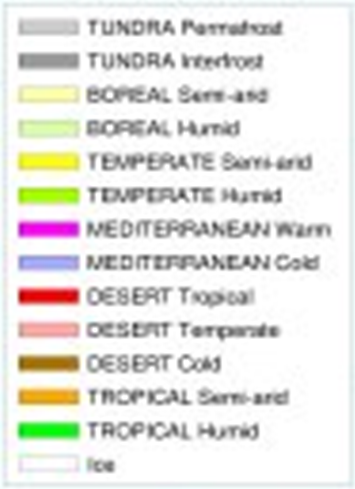 TUNDRA Permafrost
TUNDRA Interfrost
BOREAL Semi-arid
BOREAL Humid
TEMPERATE Semi-arid
TEMPERATE Humid
MEDITERRANEAN Warm
MEDITERRANEAN Cold
DESERT Tropical
DESERT Temperate
DESERT Cold
TROPICAL Semi-arid
TROPICAL Humid
Ice